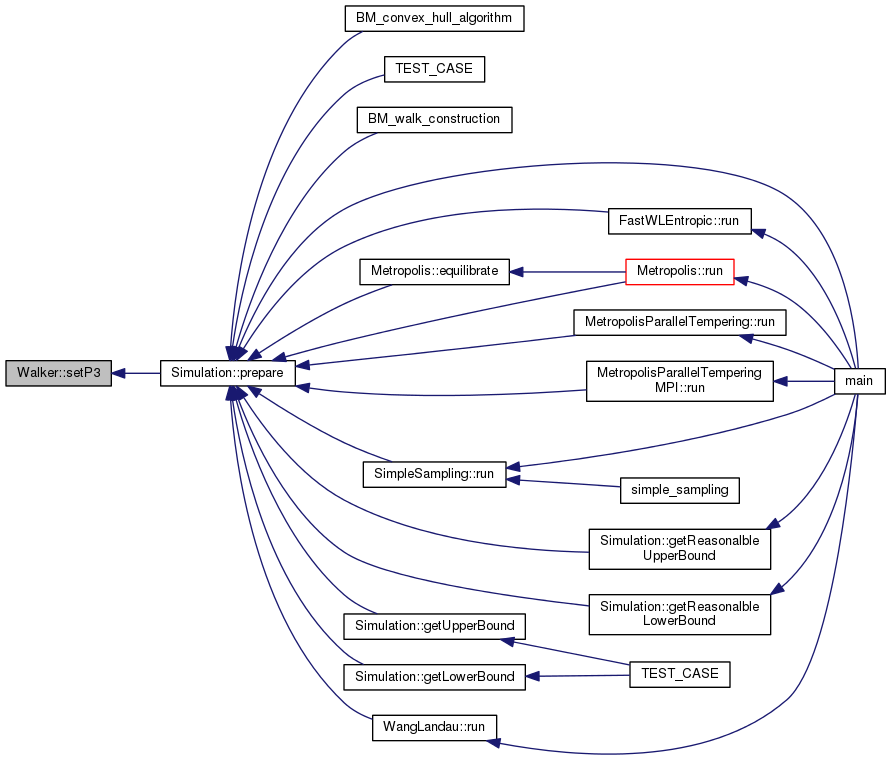 BM_convex_hull_algorithm
TEST_CASE
BM_walk_construction
FastWLEntropic::run
Metropolis::equilibrate
Metropolis::run
MetropolisParallelTempering::run
Walker::setP3
Simulation::prepare
MetropolisParallelTempering
MPI::run
main
SimpleSampling::run
simple_sampling
Simulation::getReasonalble
UpperBound
Simulation::getReasonalble
LowerBound
Simulation::getUpperBound
Simulation::getLowerBound
TEST_CASE
WangLandau::run